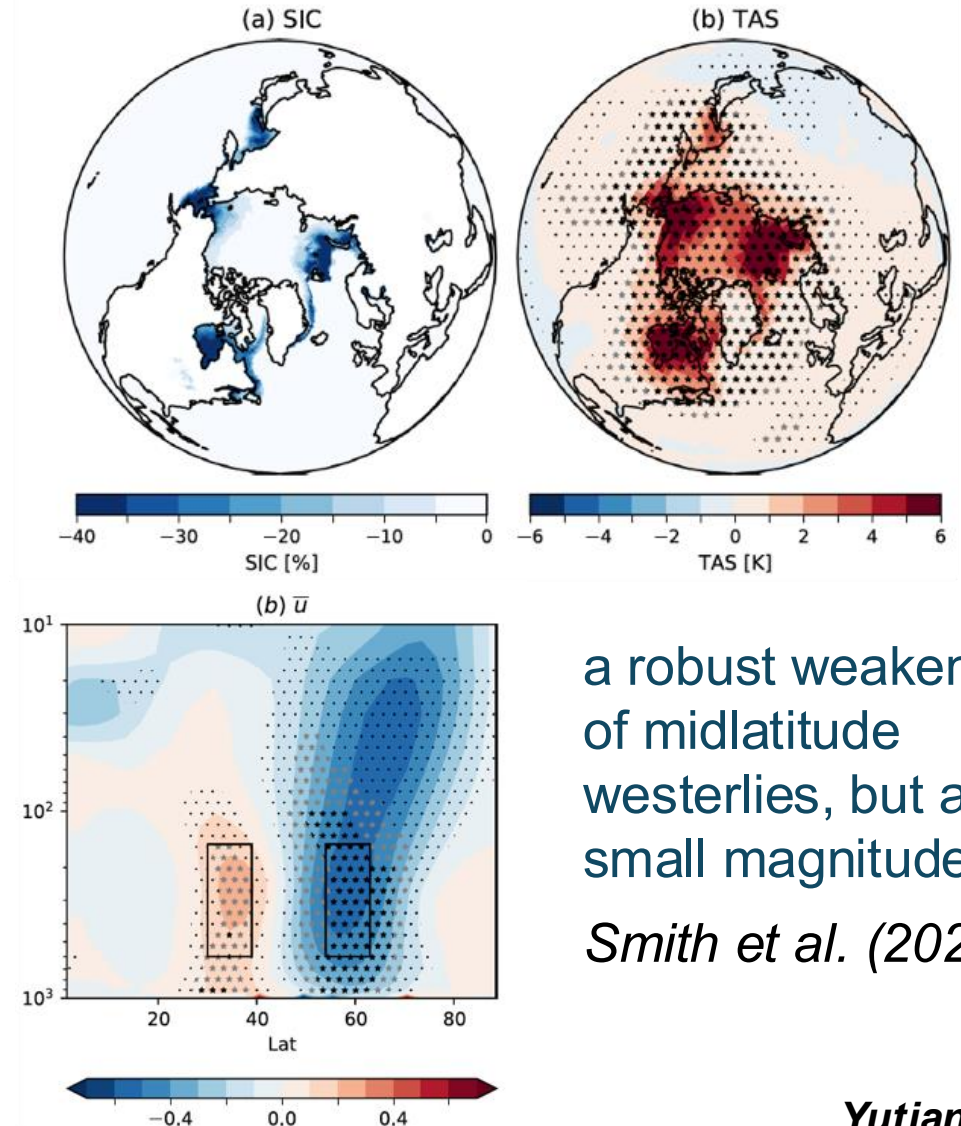 (a) SIC
(b) TAS
−40 −30 −20 −10 0
SIC [%]
−6 −4 −2 0 2 4 6
TAS [K]
(b) u̅
10¹
10²
10³
20 40 60 80
Lat
−0.4 0.0 0.4
a robust weaken
of midlatitude
westerlies, but a
small magnitude
Smith et al. (202
Yutian